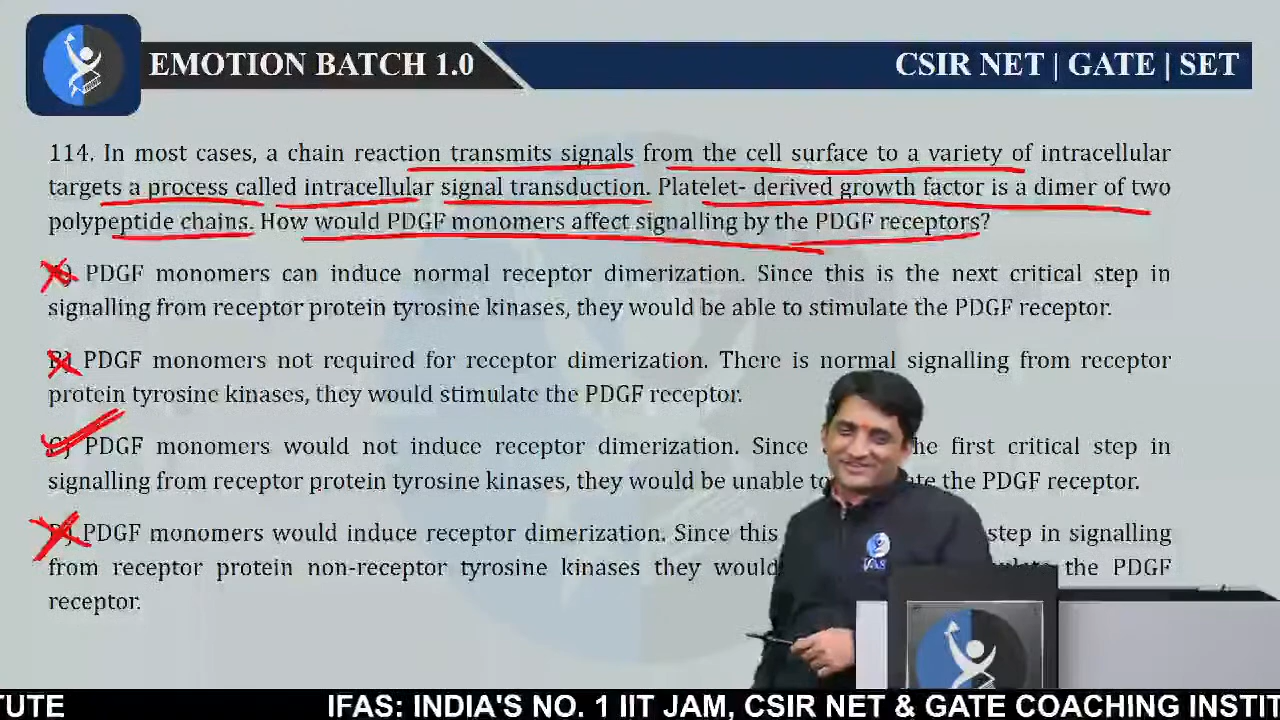 EMOTION BATCH 1.0
CSIR NET | GATE | SET
114. In most cases, a chain reaction transmits signals from the cell surface to a variety of intracellular
targets a process called intracellular signal transduction. Platelet- derived growth factor is a dimer of two
polypeptide chains. How would PDGF monomers affect signalling by the PDGF receptors?
PDGF monomers can induce normal receptor dimerization. Since this is the next critical step in
signalling from receptor protein tyrosine kinases, they would be able to stimulate the PDGF receptor.
B) PDGF monomers not required for receptor dimerization. There is normal signalling from receptor
protein tyrosine kinases, they would stimulate the PDGF receptor.
C) PDGF monomers would not induce receptor dimerization. Since he first critical step in
signalling from receptor protein tyrosine kinases, they would be unable to the PDGF receptor.
PDGF monomers would induce receptor dimerization. Since this step in signalling
from receptor protein non-receptor tyrosine kinases they would the PDGF
receptor.
IFAS
TUTE IFAS: INDIA'S NO. 1 IIT JAM, CSIR NET & GATE COACHING INSTIT